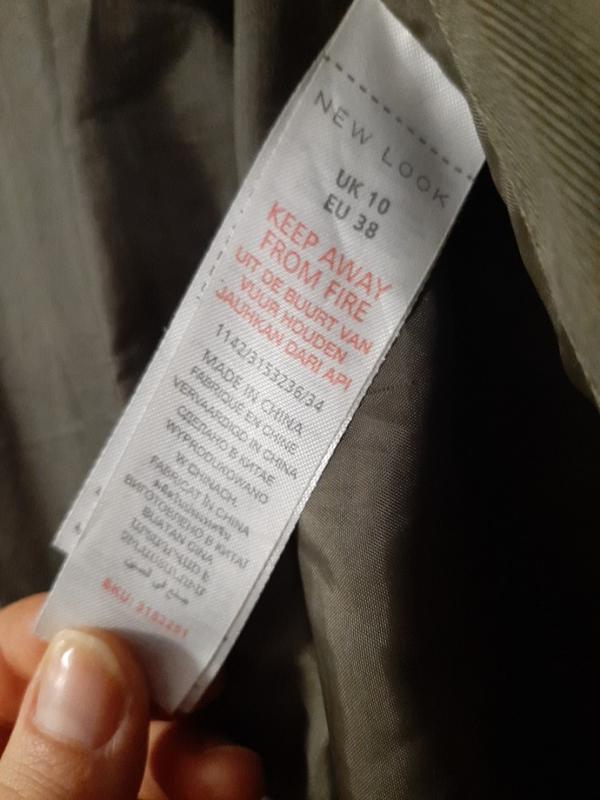 NEW LOOK
UK 10
EU 38
KEEP AWAY
FROM FIRE
UIT DE BUURT VAN
VUUR HOUDEN
JAUHKAN DARI API
1142/3153236/34
MADE IN CHINA
FABRIQUE EN CHINE
VERVAARDIGD IN CHINA
СДЕЛАНО В КИТАЕ
WYPRODUKOWANO
W CHINACH.
FABRICAT ÎN CHINA
ВИГОТОВЛЕНО В КИТАЇ
BUATAN CINA
SKU: